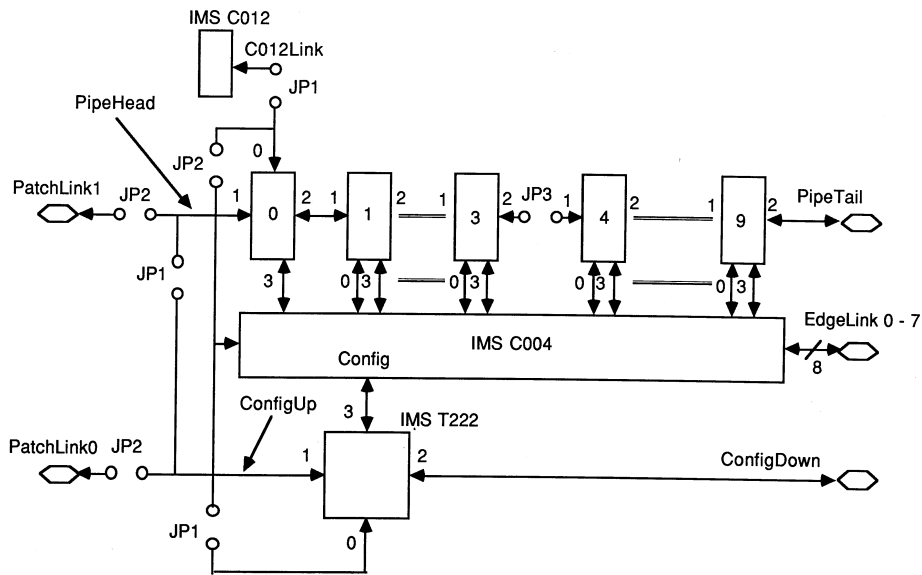 IMS C012
C012Link
JP1
PipeHead
JP2
0
PatchLink1
JP2
1
0
2
1
1
2
1
3
2
JP3
1
4
2
1
9
2
PipeTail
JP1
3
0
3
0
3
0
3
0
3
EdgeLink 0 - 7
IMS C004
8
Config
ConfigUp
3
IMS T222
PatchLink0
JP2
1
2
ConfigDown
JP1
0